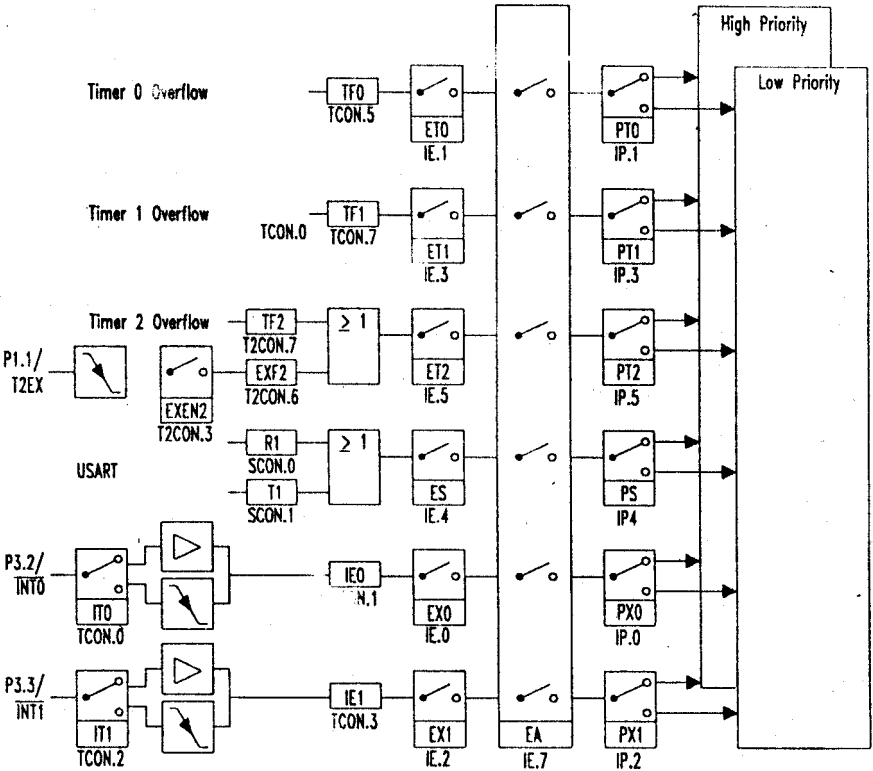 High Priority
Low Priority
Timer 0 Overflow
TF0
TCON.5
ET0
IE.1
PT0
IP.1
Timer 1 Overflow
TCON.0
TF1
TCON.7
ET1
IE.3
PT1
IP.3
Timer 2 Overflow
TF2
T2CON.7
≥ 1
ET2
IE.5
PT2
IP.5
P1.1/
T2EX
EXEN2
T2CON.3
EXF2
T2CON.6
USART
R1
SCON.0
T1
SCON.1
≥ 1
ES
IE.4
PS
IP4
P3.2/
INT0
IT0
TCON.0
IE0
N.1
EX0
IE.0
PX0
IP.0
P3.3/
INT1
IT1
TCON.2
IE1
TCON.3
EX1
IE.2
EA
IE.7
PX1
IP.2